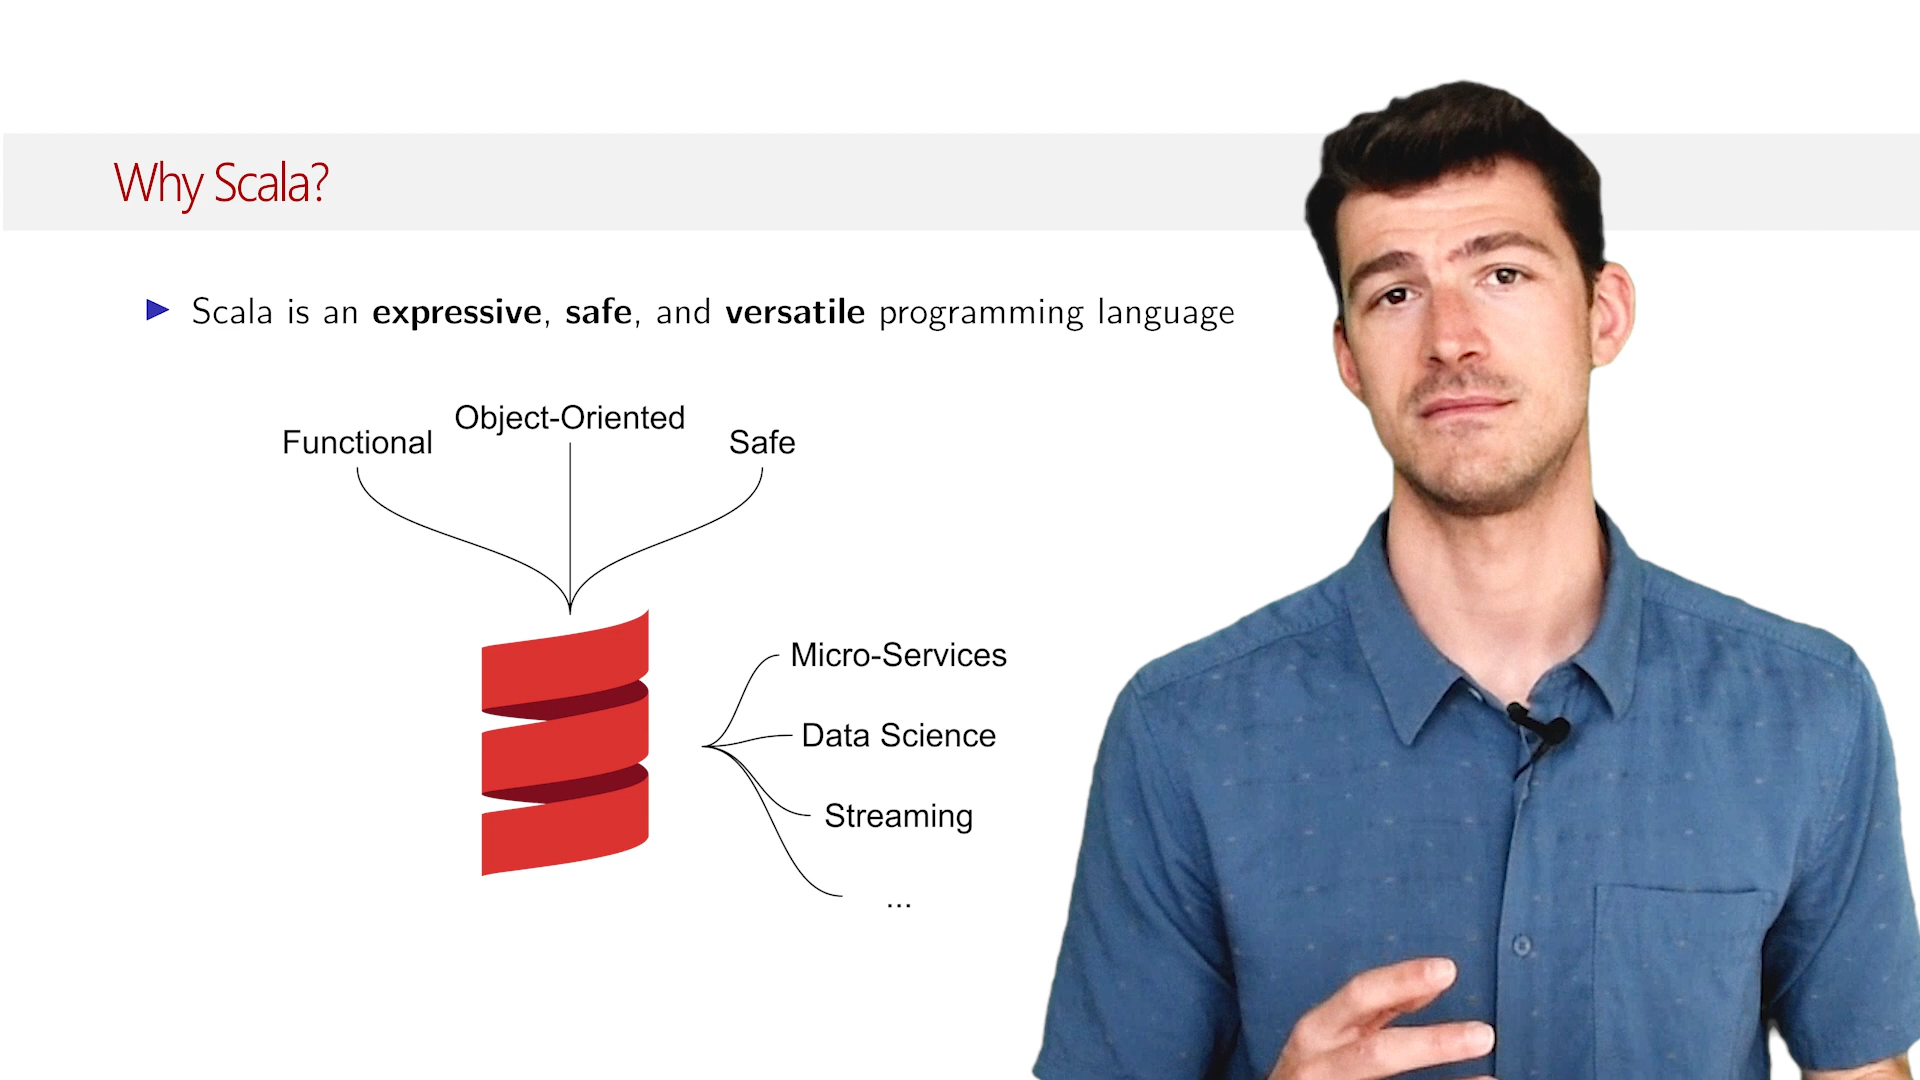 Why Scala?
Scala is an expressive, safe, and versatile programming language
Object-Oriented
Functional
Safe
Micro-Services
Data Science
Streaming
...